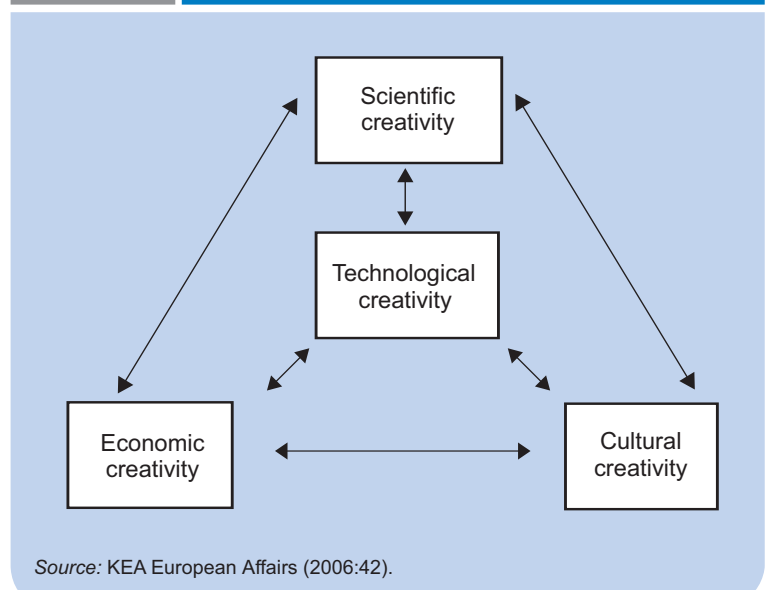 Scientific
creativity
Technological
creativity
Economic
creativity
Cultural
creativity
Source: KEA European Affairs (2006:42).